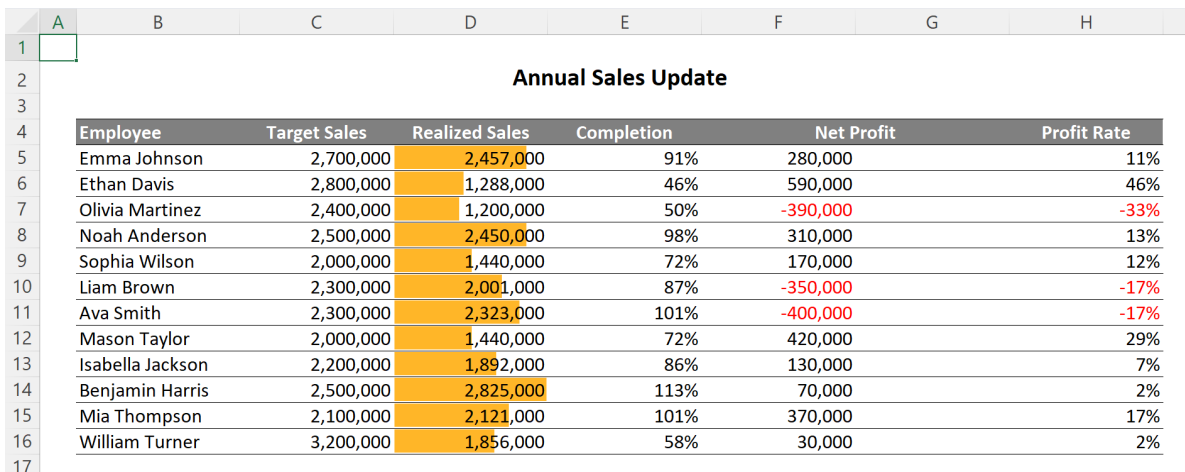 A B C D E F G H
1
2 Annual Sales Update
3
4 Employee Target Sales Realized Sales Completion Net Profit Profit Rate
5 Emma Johnson 2,700,000 2,457,000 91% 280,000 11%
6 Ethan Davis 2,800,000 1,288,000 46% 590,000 46%
7 Olivia Martinez 2,400,000 1,200,000 50% -390,000 -33%
8 Noah Anderson 2,500,000 2,450,000 98% 310,000 13%
9 Sophia Wilson 2,000,000 1,440,000 72% 170,000 12%
10 Liam Brown 2,300,000 2,001,000 87% -350,000 -17%
11 Ava Smith 2,300,000 2,323,000 101% -400,000 -17%
12 Mason Taylor 2,000,000 1,440,000 72% 420,000 29%
13 Isabella Jackson 2,200,000 1,892,000 86% 130,000 7%
14 Benjamin Harris 2,500,000 2,825,000 113% 70,000 2%
15 Mia Thompson 2,100,000 2,121,000 101% 370,000 17%
16 William Turner 3,200,000 1,856,000 58% 30,000 2%
17